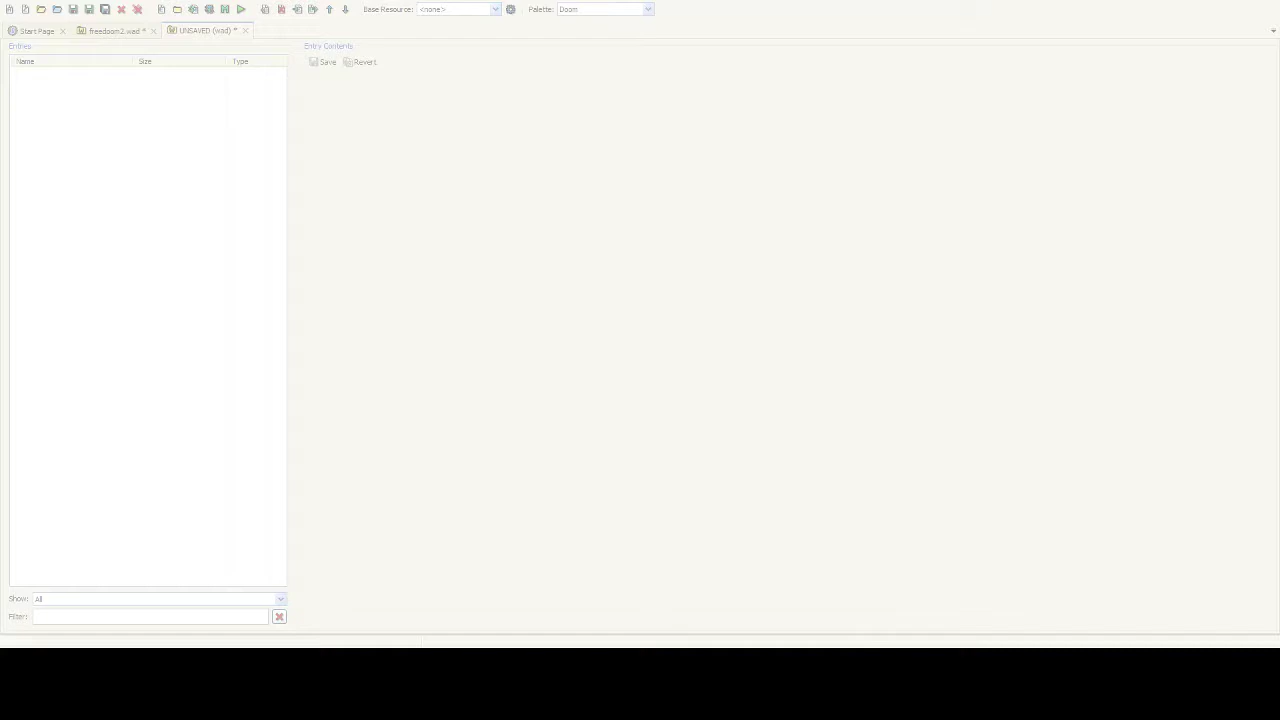 Base Resource: <none> Palette: Doom
Start Page freedoom2.wad * UNSAVED (wad) *
Entries Entry Contents
Name Size Type
Save Revert
Show: All
Filter: